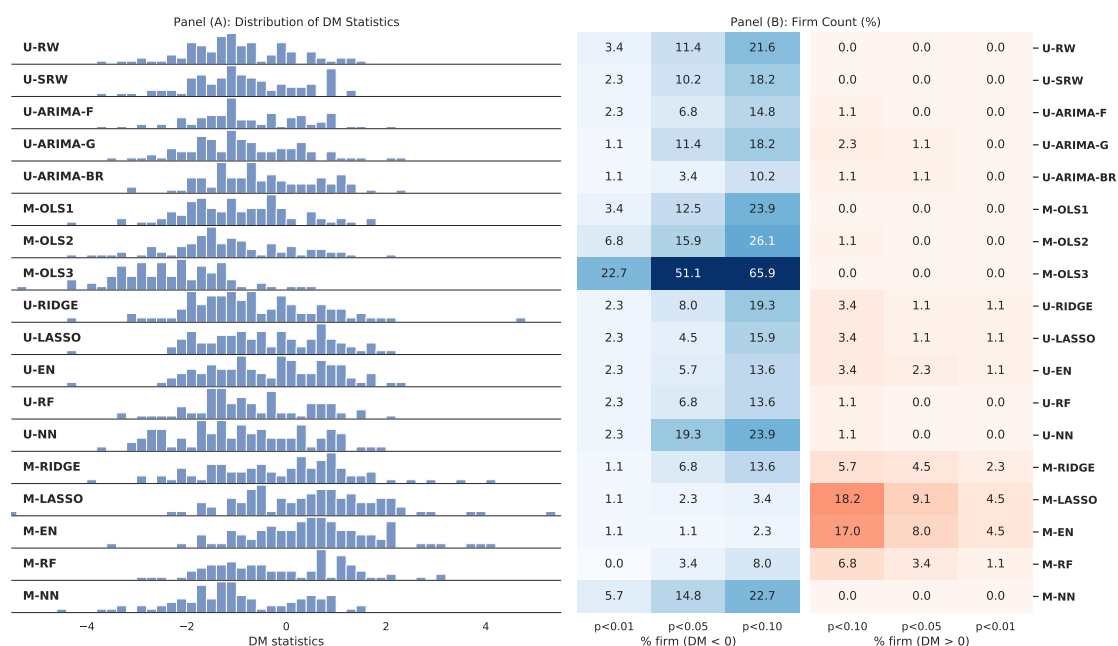 Panel (A): Distribution of DM Statistics
Panel (B): Firm Count (%)
U-RW 3.4 11.4 21.6 0.0 0.0 0.0 U-RW
U-SRW 2.3 10.2 18.2 0.0 0.0 0.0 U-SRW
U-ARIMA-F 2.3 6.8 14.8 1.1 0.0 0.0 U-ARIMA-F
U-ARIMA-G 1.1 11.4 18.2 2.3 1.1 0.0 U-ARIMA-G
U-ARIMA-BR 1.1 3.4 10.2 1.1 1.1 0.0 U-ARIMA-BR
M-OLS1 3.4 12.5 23.9 0.0 0.0 0.0 M-OLS1
M-OLS2 6.8 15.9 26.1 1.1 0.0 0.0 M-OLS2
M-OLS3 22.7 51.1 65.9 0.0 0.0 0.0 M-OLS3
U-RIDGE 2.3 8.0 19.3 3.4 1.1 1.1 U-RIDGE
U-LASSO 2.3 4.5 15.9 3.4 1.1 1.1 U-LASSO
U-EN 2.3 5.7 13.6 3.4 2.3 1.1 U-EN
U-RF 2.3 6.8 13.6 1.1 0.0 0.0 U-RF
U-NN 2.3 19.3 23.9 1.1 0.0 0.0 U-NN
M-RIDGE 1.1 6.8 13.6 5.7 4.5 2.3 M-RIDGE
M-LASSO 1.1 2.3 3.4 18.2 9.1 4.5 M-LASSO
M-EN 1.1 1.1 2.3 17.0 8.0 4.5 M-EN
M-RF 0.0 3.4 8.0 6.8 3.4 1.1 M-RF
M-NN 5.7 14.8 22.7 0.0 0.0 0.0 M-NN
−4 −2 0 2 4 p<0.01 p<0.05 p<0.10 p<0.10 p<0.05 p<0.01
DM statistics % firm (DM < 0) % firm (DM > 0)